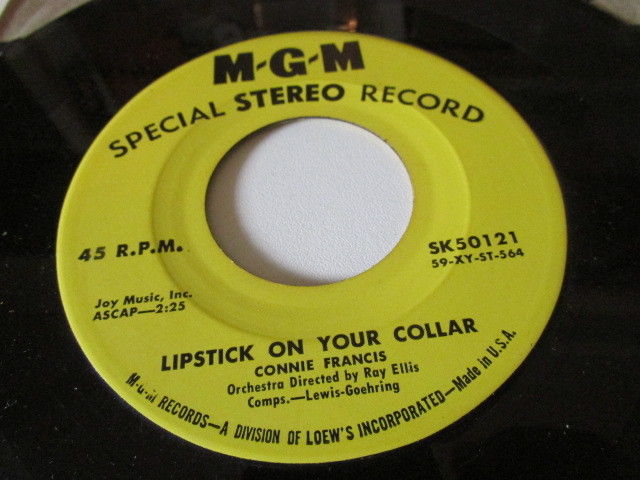 M-G-M
SPECIAL STEREO RECORD
45 R.P.M.
SK50121
59-XY-ST-564
Joy Music, Inc.
ASCAP—2:25
LIPSTICK ON YOUR COLLAR
CONNIE FRANCIS
Orchestra Directed by Ray Ellis
Comps.—Lewis-Goehring
M-G-M RECORDS—A DIVISION OF LOEW'S INCORPORATED—Made in U.S.A.